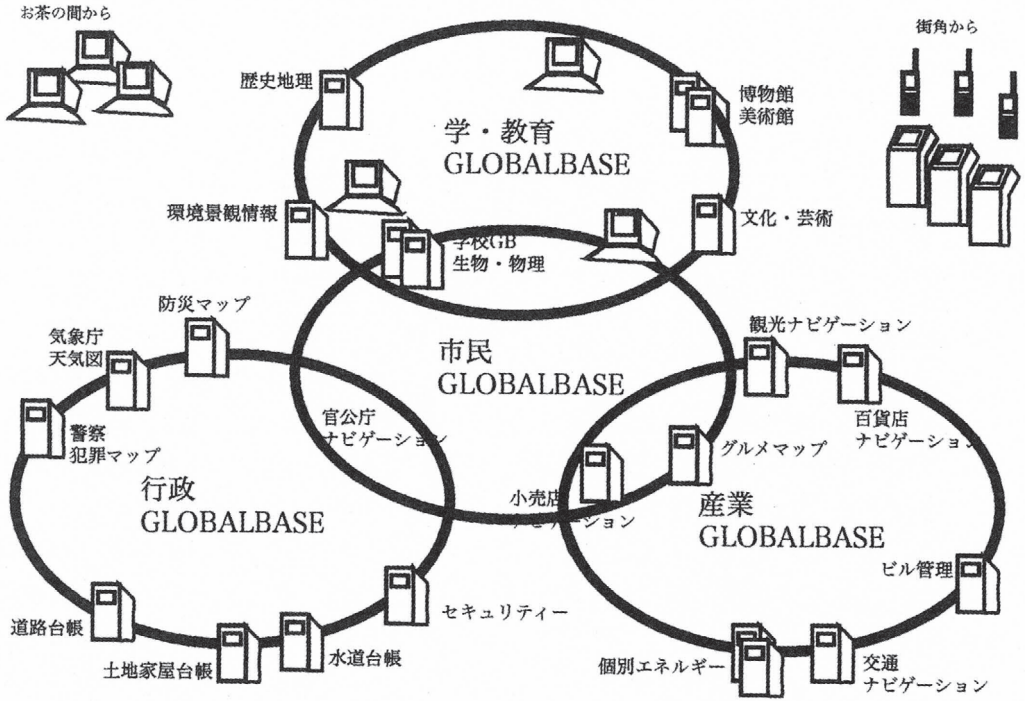 お茶の間から
街角から
歴史地理
博物館
美術館
学・教育
GLOBALBASE
環境景観情報
文化・芸術
学校GB
生物・物理
防災マップ
気象庁
天気図
市民
GLOBALBASE
観光ナビゲーション
百貨店
ナビゲーション
警察
犯罪マップ
官公庁
ナビゲーション
グルメマップ
行政
GLOBALBASE
小売店
ナビゲーション
産業
GLOBALBASE
ビル管理
道路台帳
セキュリティー
土地家屋台帳
水道台帳
個別エネルギー
交通
ナビゲーション